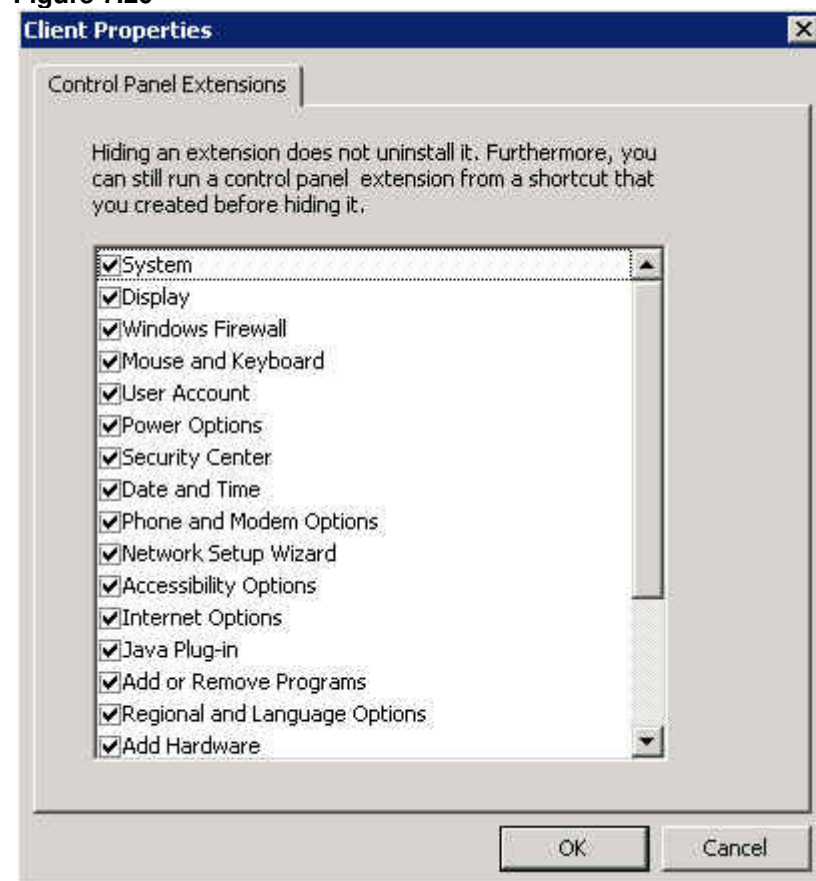 Client Properties
Control Panel Extensions
Hiding an extension does not uninstall it. Furthermore, you
can still run a control panel extension from a shortcut that
you created before hiding it.
System
Display
Windows Firewall
Mouse and Keyboard
User Account
Power Options
Security Center
Date and Time
Phone and Modem Options
Network Setup Wizard
Accessibility Options
Internet Options
Java Plug-in
Add or Remove Programs
Regional and Language Options
Add Hardware
OK
Cancel